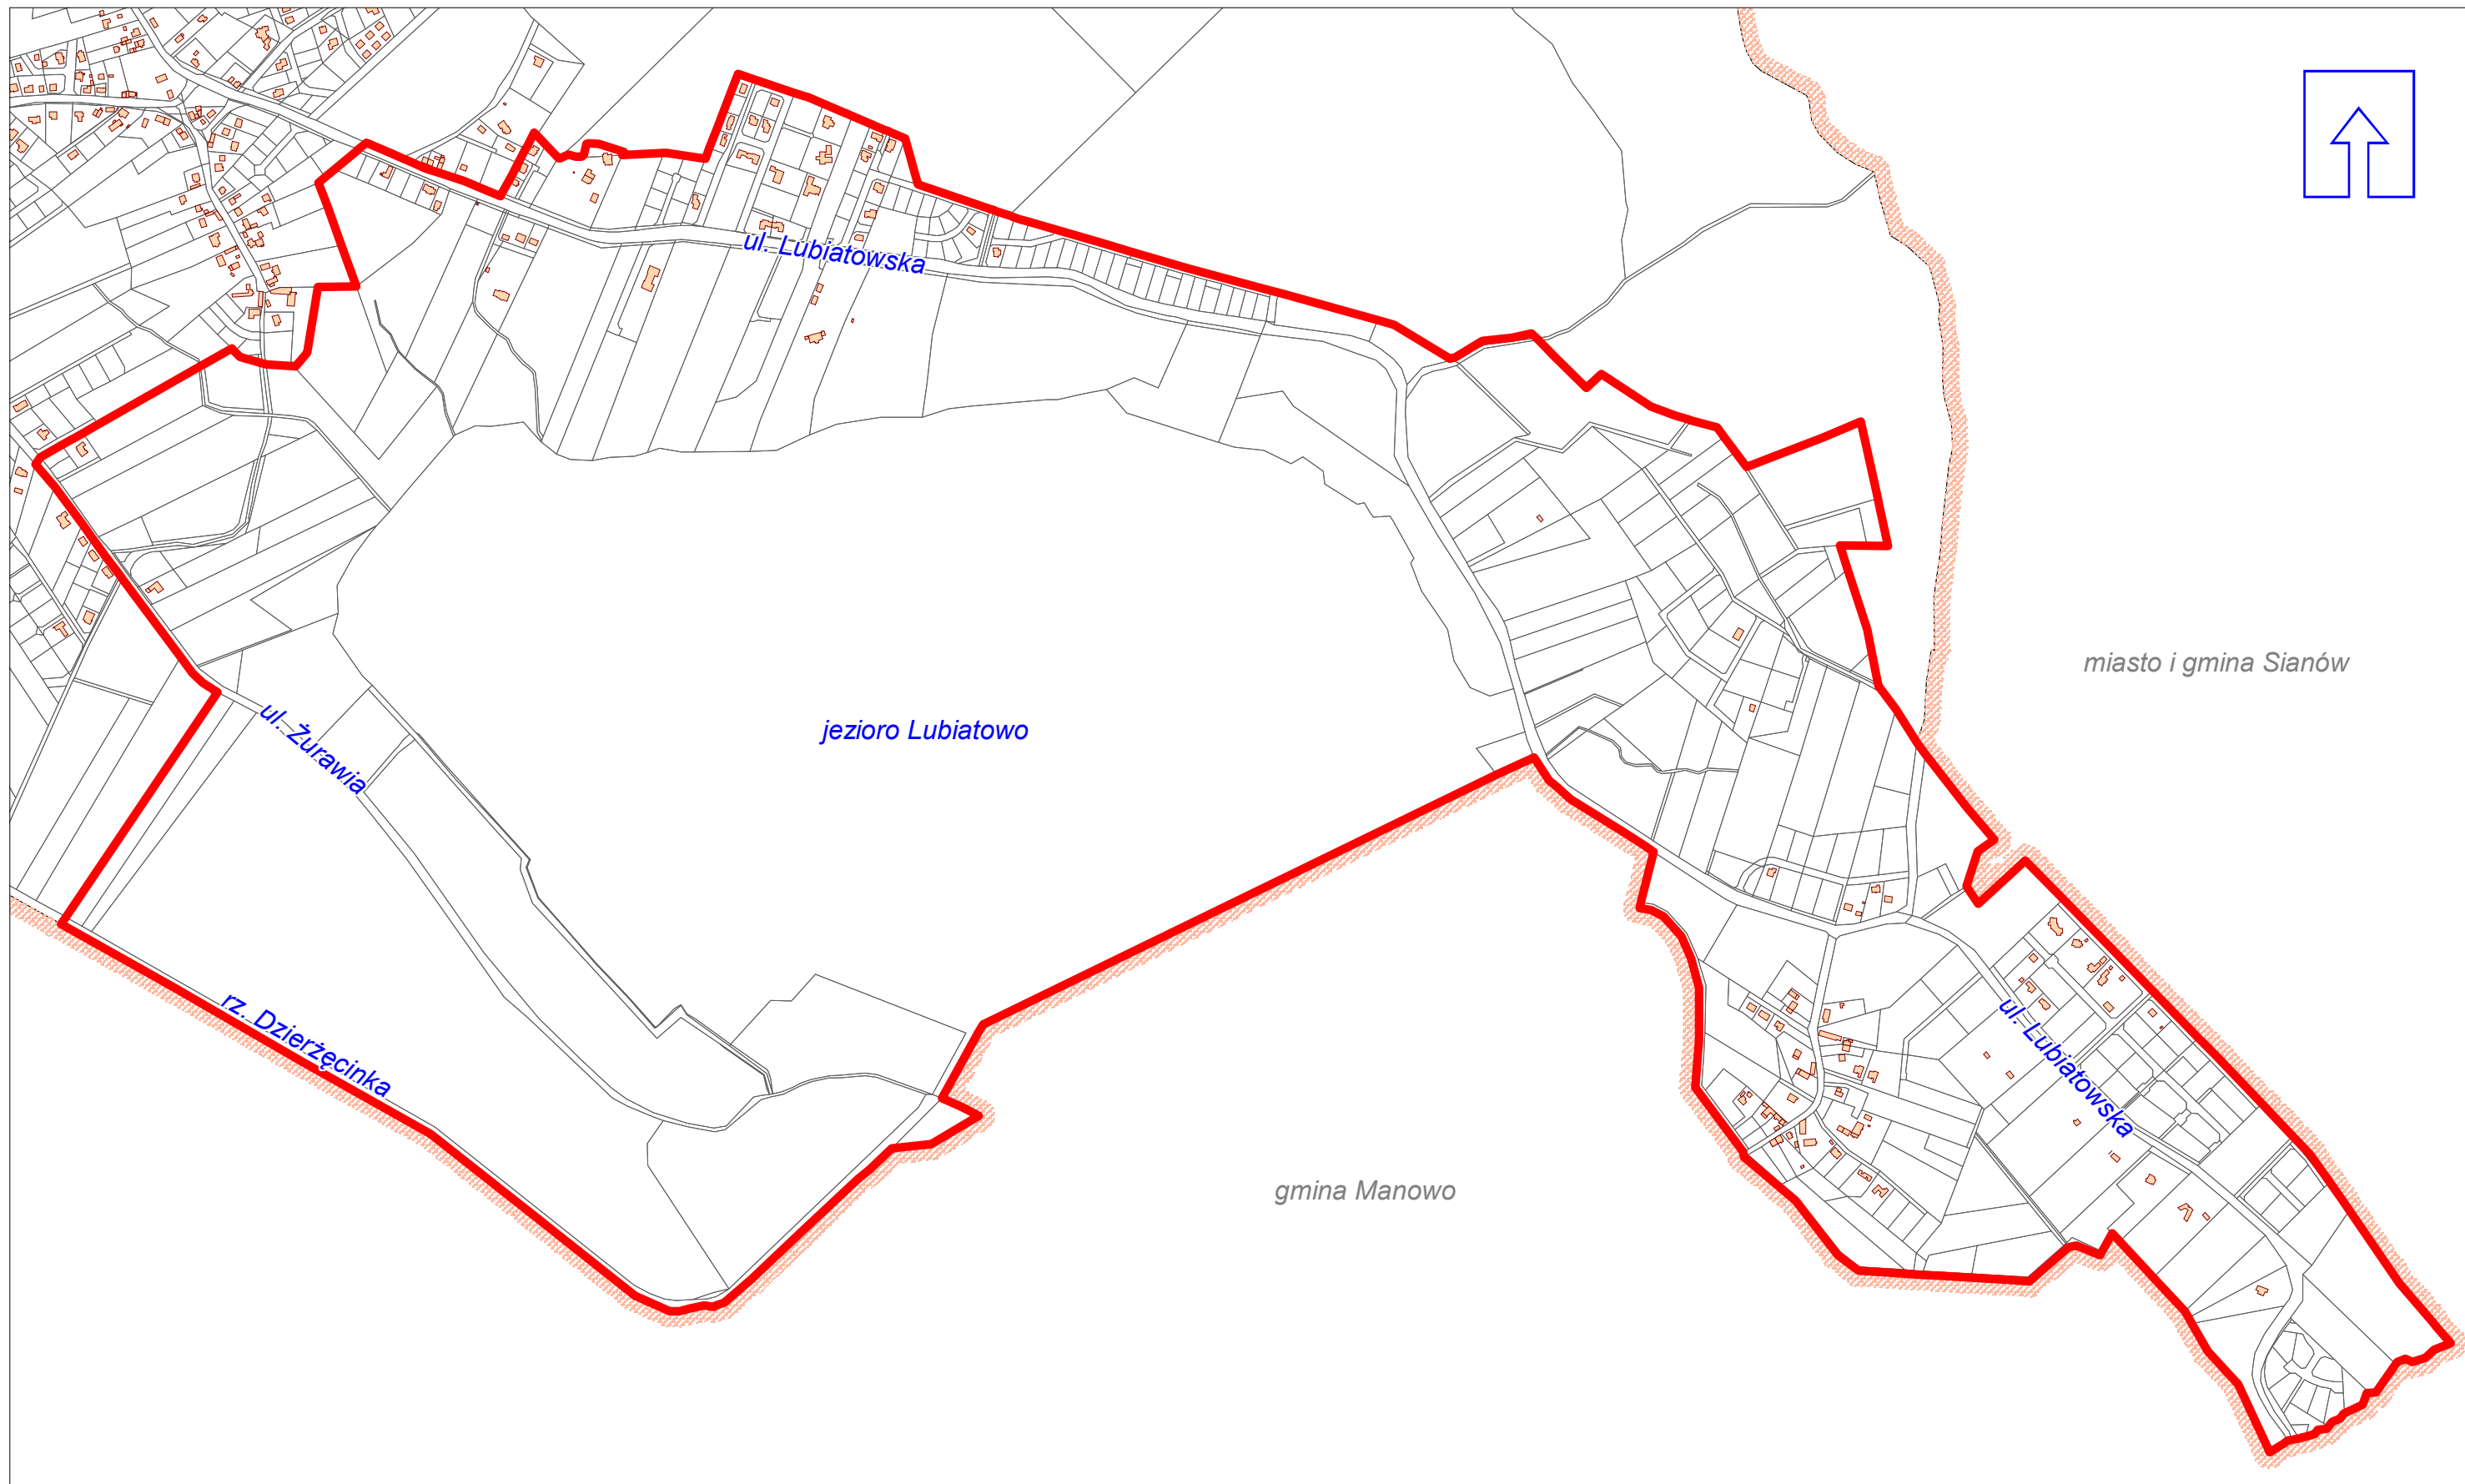 ul. Lubiatowska
miasto i gmina Sianów
ul. Żurawia
jezioro Lubiatowo
rz. Dzierżęcinka
ul. Lubiatowska
gmina Manowo